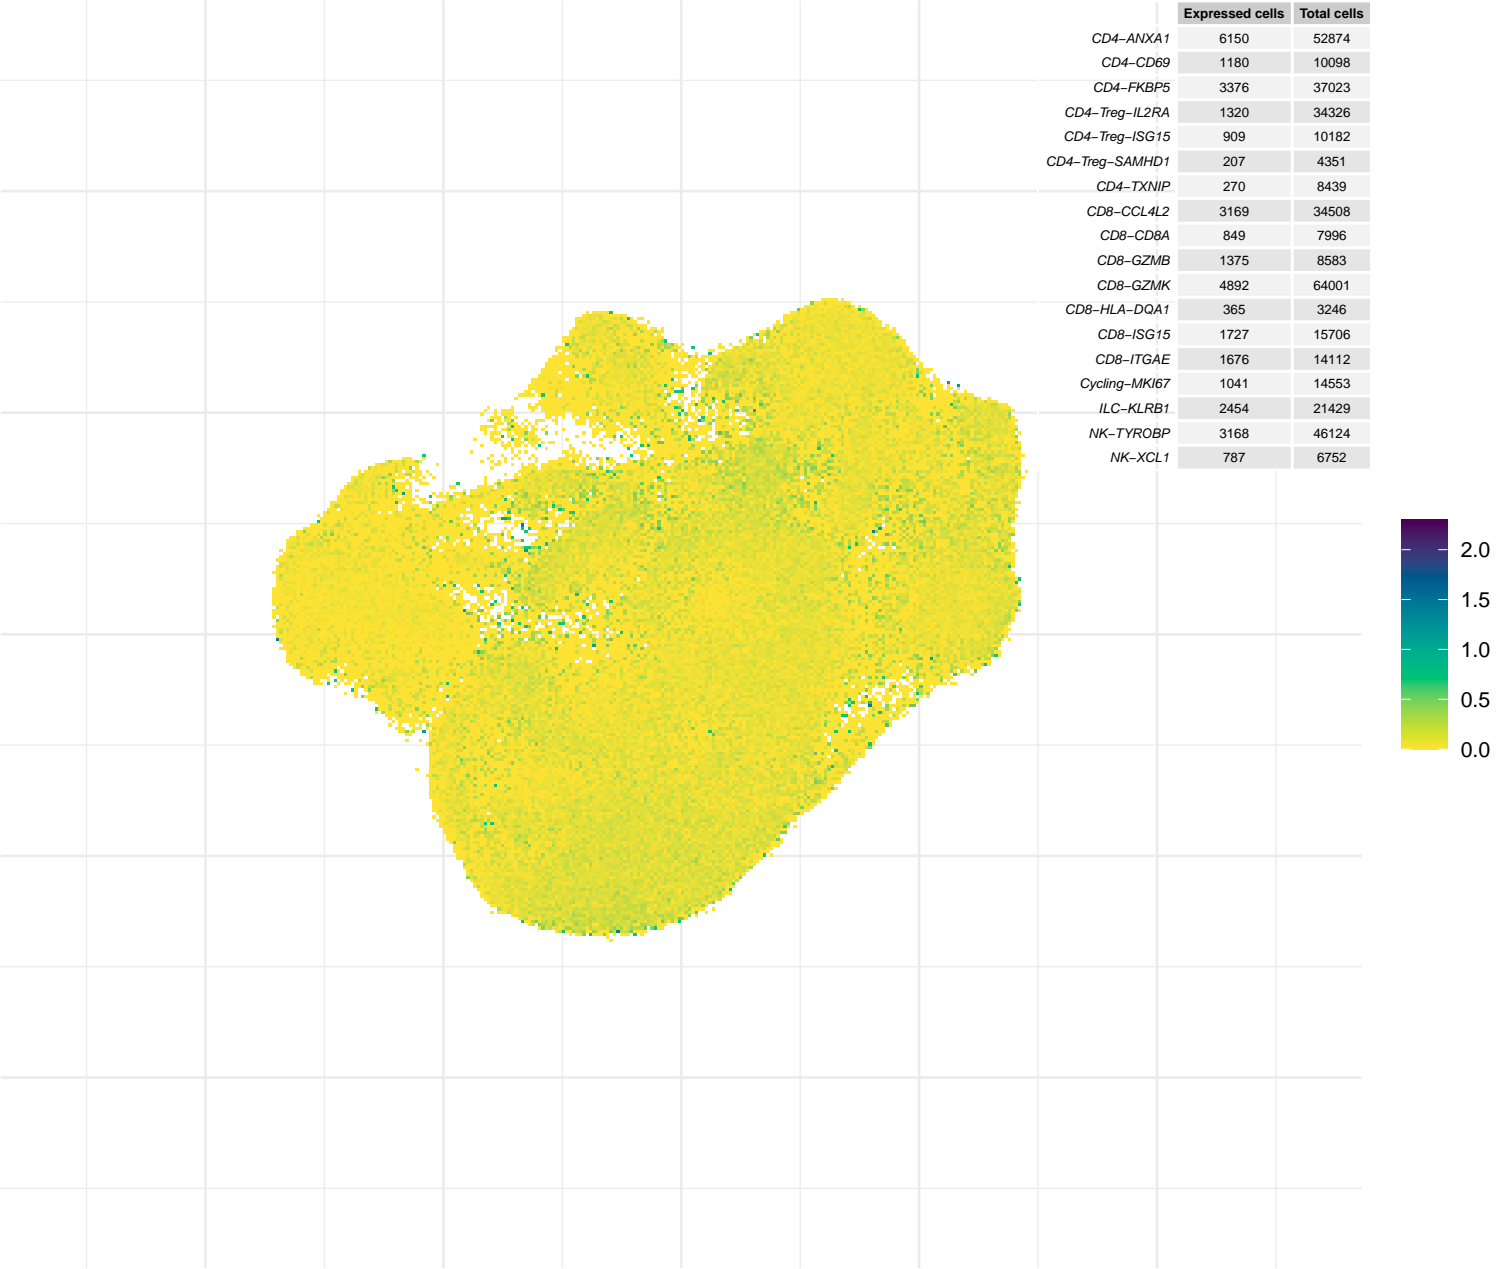 Expressed cells Total cells
CD4−ANXA1 6150 52874
CD4−CD69 1180 10098
CD4−FKBP5 3376 37023
CD4−Treg−IL2RA 1320 34326
CD4−Treg−ISG15 909 10182
CD4−Treg−SAMHD1 207 4351
CD4−TXNIP 270 8439
CD8−CCL4L2 3169 34508
CD8−CD8A 849 7996
CD8−GZMB 1375 8583
CD8−GZMK 4892 64001
CD8−HLA−DQA1 365 3246
CD8−ISG15 1727 15706
CD8−ITGAE 1676 14112
Cycling−MKI67 1041 14553
ILC−KLRB1 2454 21429
NK−TYROBP 3168 46124
NK−XCL1 787 6752
2.0
1.5
1.0
0.5
0.0